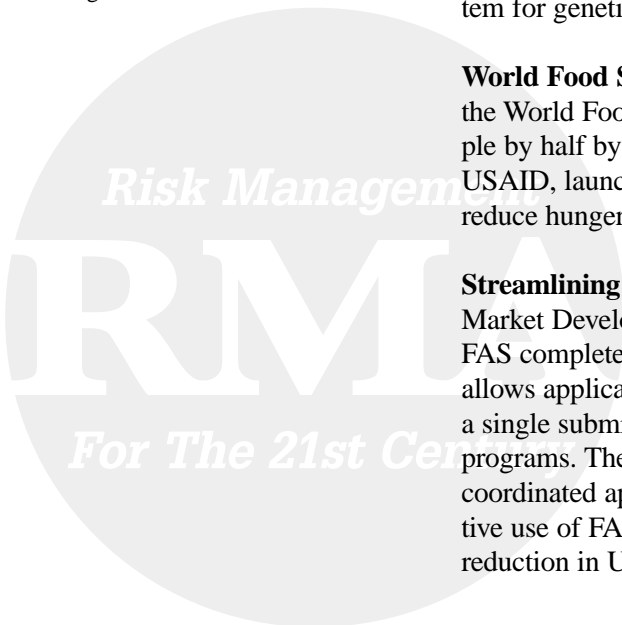 tem for geneti
World Food S
the World Foo
ple by half by
USAID, launc
reduce hunger
Streamlining
Market Develo
FAS complete
allows applica
a single submi
programs. The
coordinated ap
tive use of FA
reduction in U
Risk Management
RMA
For The 21st Century